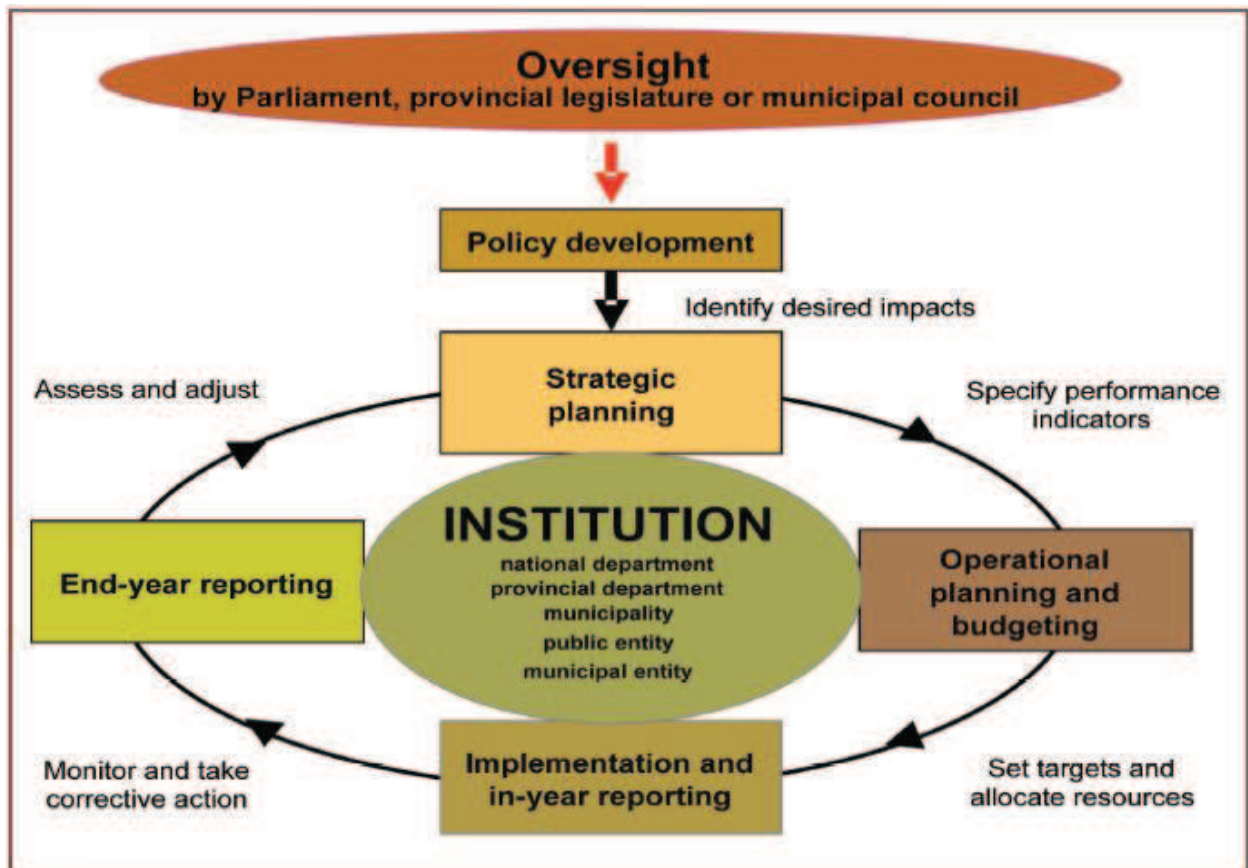 Oversight
by Parliament, provincial legislature or municipal council
Policy development
Identify desired impacts
Strategic
planning
Assess and adjust
Specify performance
indicators
INSTITUTION
national department
provincial department
municipality
public entity
municipal entity
End-year reporting
Operational
planning and
budgeting
Implementation and
in-year reporting
Monitor and take
corrective action
Set targets and
allocate resources